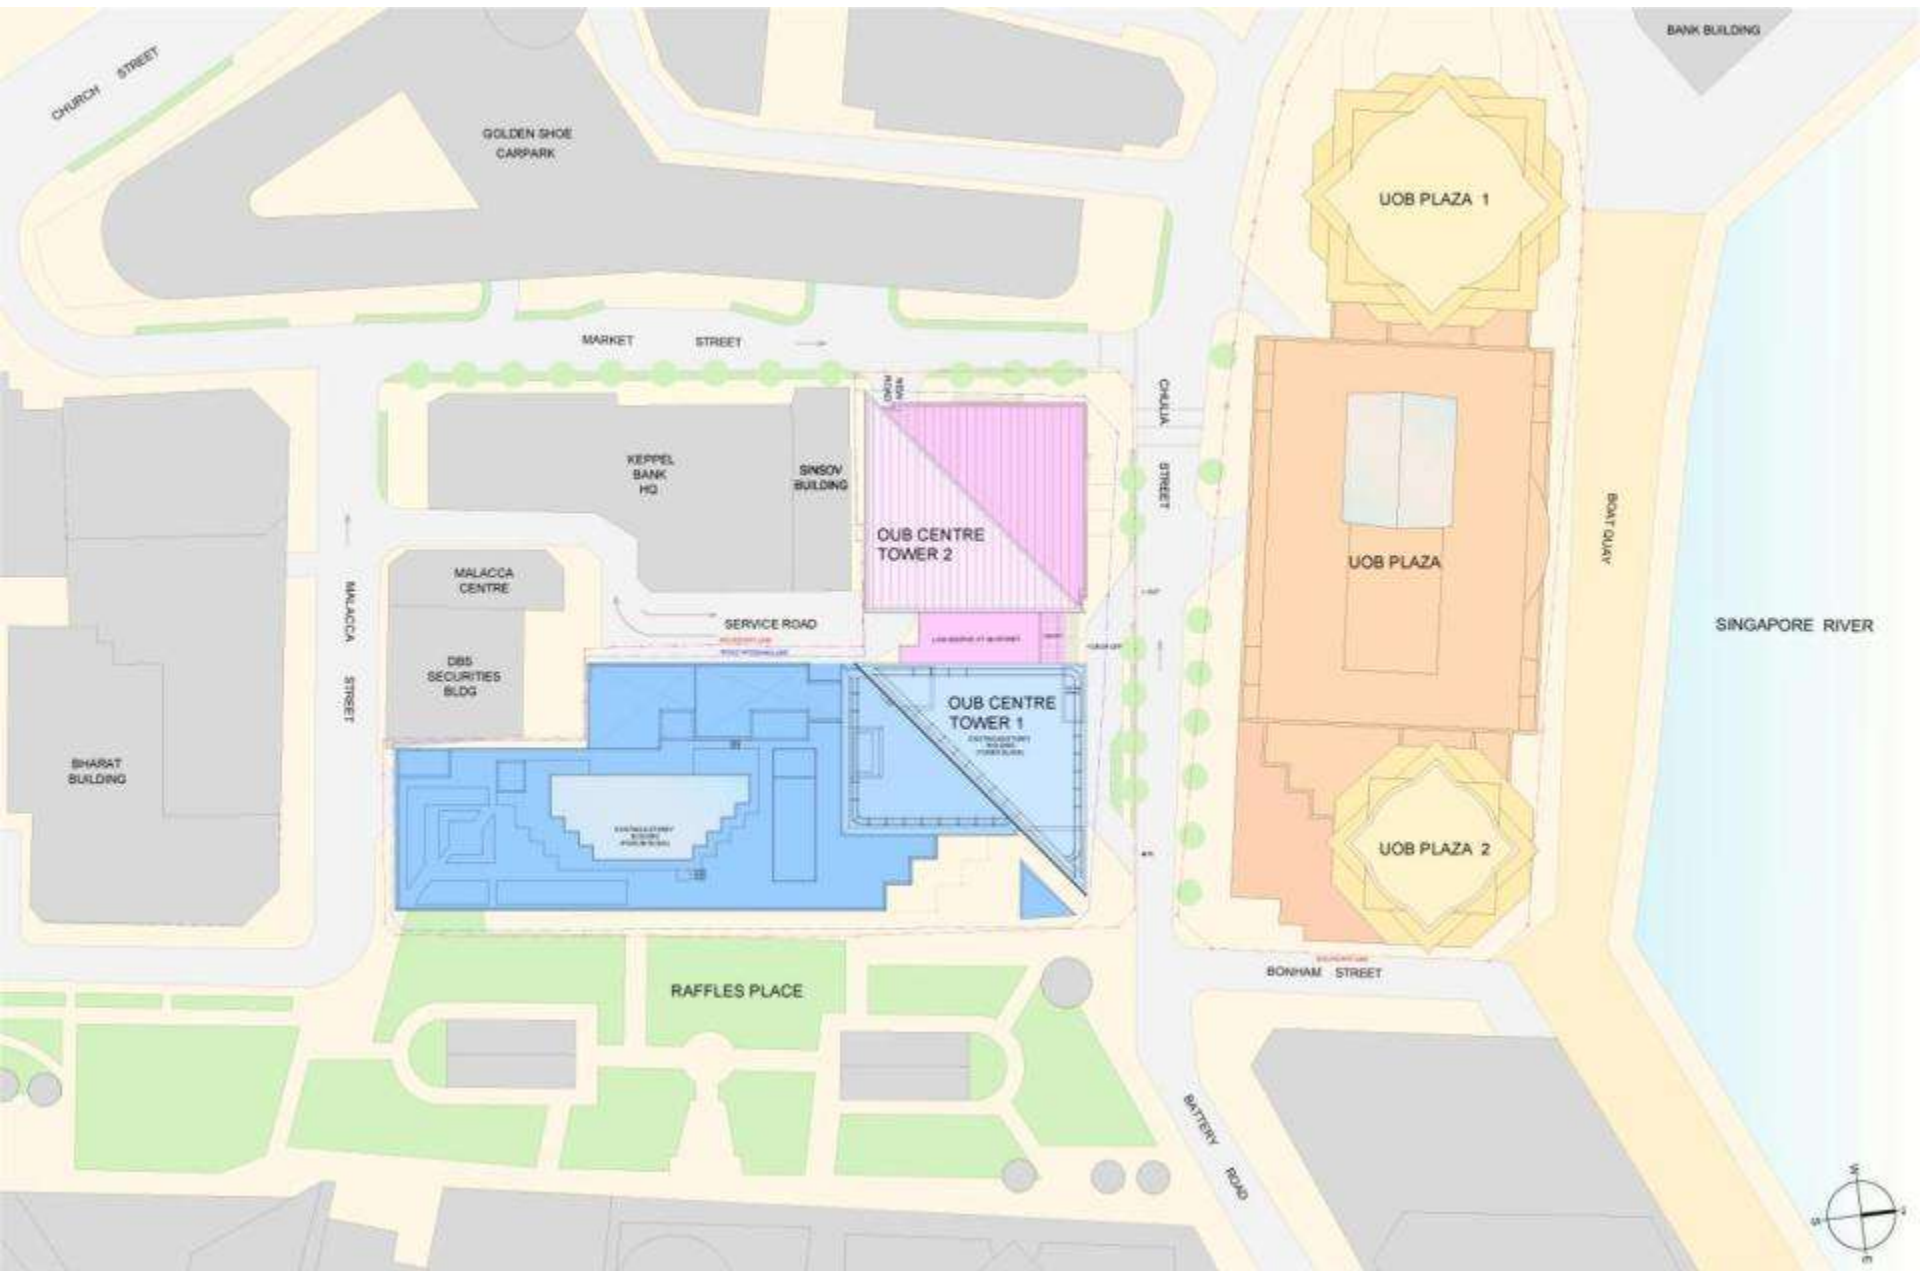 BANK BUILDING
CHURCH STREET
GOLDEN SHOE
CARPARK
UOB PLAZA 1
MARKET STREET
NEW
ROAD
CHULIA STREET
KEPPEL
BANK
HQ
SINSOV
BUILDING
OUB CENTRE
TOWER 2
UOB PLAZA
BOAT QUAY
MALACCA
CENTRE
MALACCA STREET
SERVICE ROAD
SINGAPORE RIVER
DBS
SECURITIES
BLDG
OUB CENTRE
TOWER 1
BHARAT
BUILDING
UOB PLAZA 2
RAFFLES PLACE
BONHAM STREET
BATTERY ROAD
W
S
E